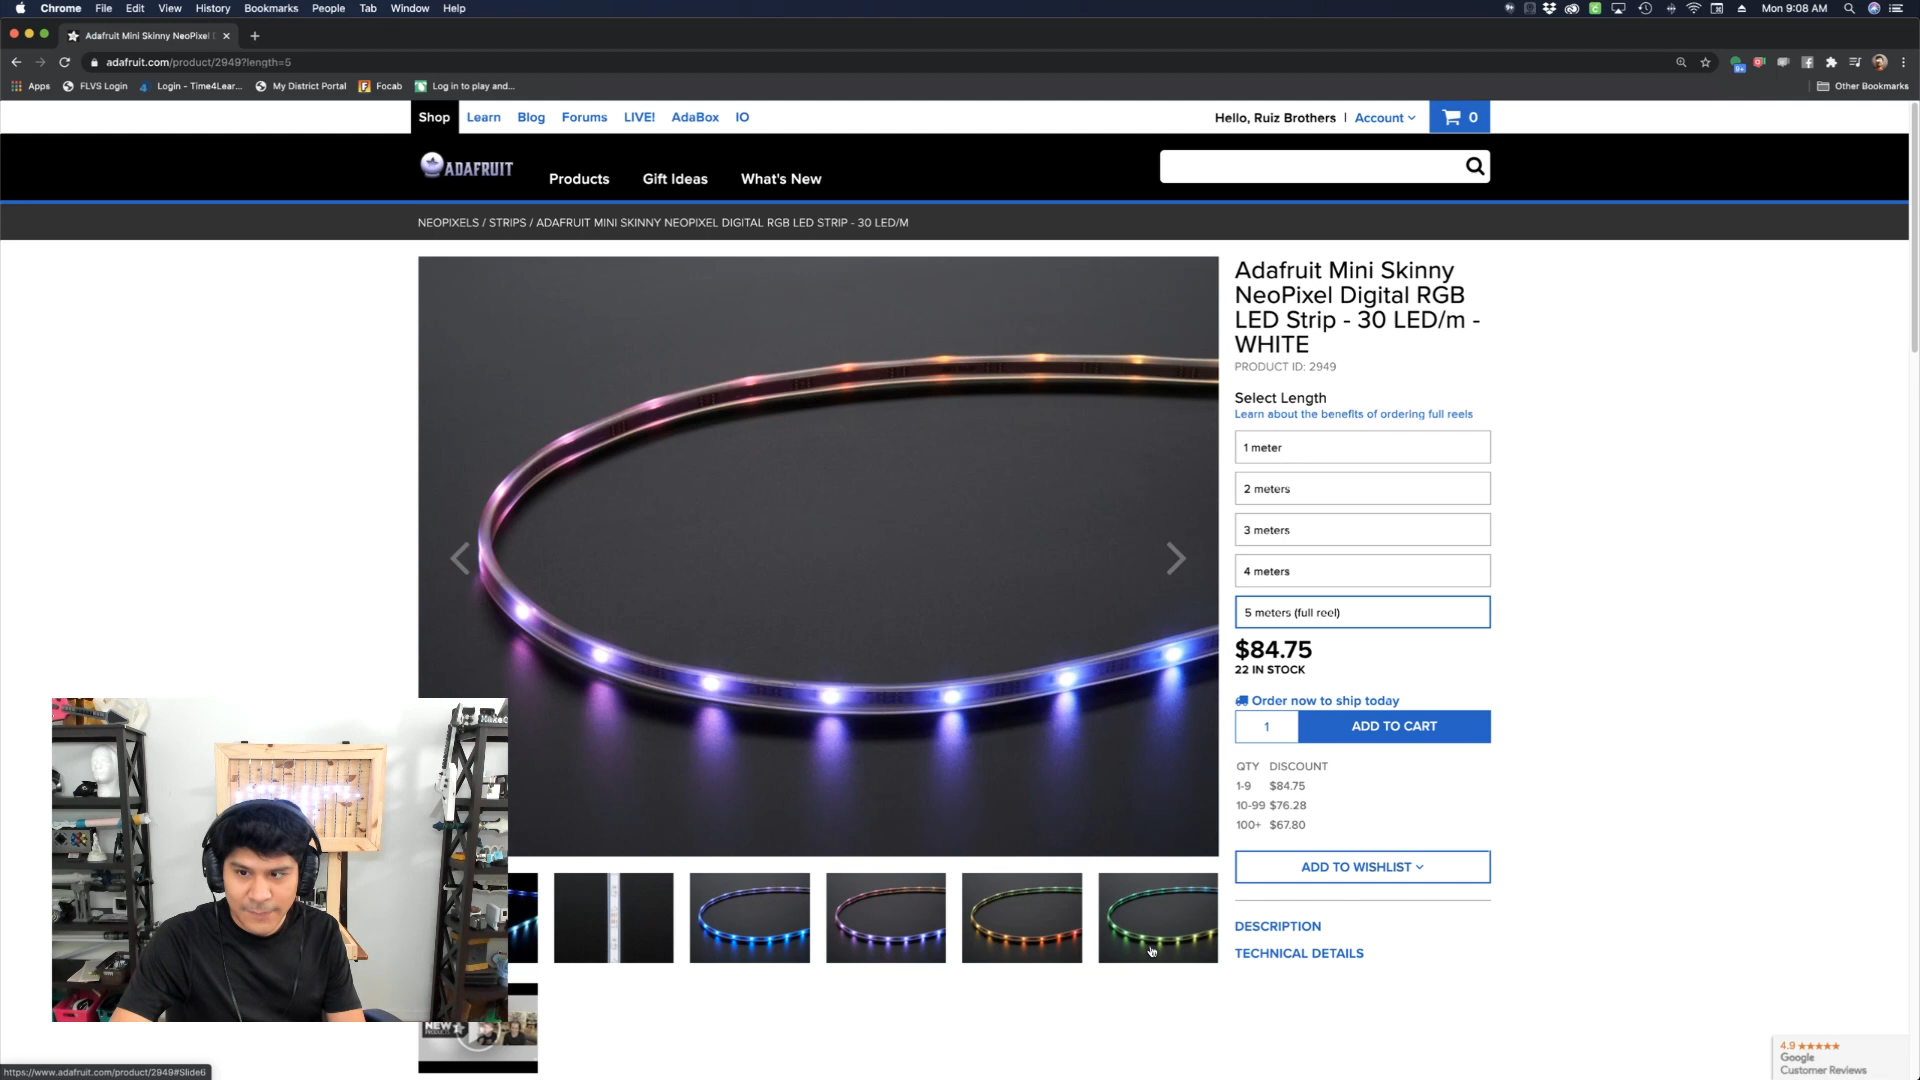 Chrome File Edit View History Bookmarks People Tab Window Help
Mon 9:08 AM
Adafruit Mini Skinny NeoPixel
adafruit.com/product/2949?length=5
Apps FLVS Login Login - Time4Lear... My District Portal Focab Log in to play and... Other Bookmarks
Shop Learn Blog Forums LIVE! AdaBox IO
Hello, Ruiz Brothers | Account 0
ADAFRUIT Products Gift Ideas What's New
NEOPIXELS / STRIPS / ADAFRUIT MINI SKINNY NEOPIXEL DIGITAL RGB LED STRIP - 30 LED/M
Adafruit Mini Skinny
NeoPixel Digital RGB
LED Strip - 30 LED/m -
WHITE
PRODUCT ID: 2949
Select Length
Learn about the benefits of ordering full reels
1 meter
2 meters
3 meters
4 meters
5 meters (full reel)
$84.75
22 IN STOCK
Order now to ship today
1 ADD TO CART
QTY DISCOUNT
1-9 $84.75
10-99 $76.28
100+ $67.80
ADD TO WISHLIST
DESCRIPTION
TECHNICAL DETAILS
NEW
4.9
Google
Customer Reviews
https://www.adafruit.com/product/2949#Slide6